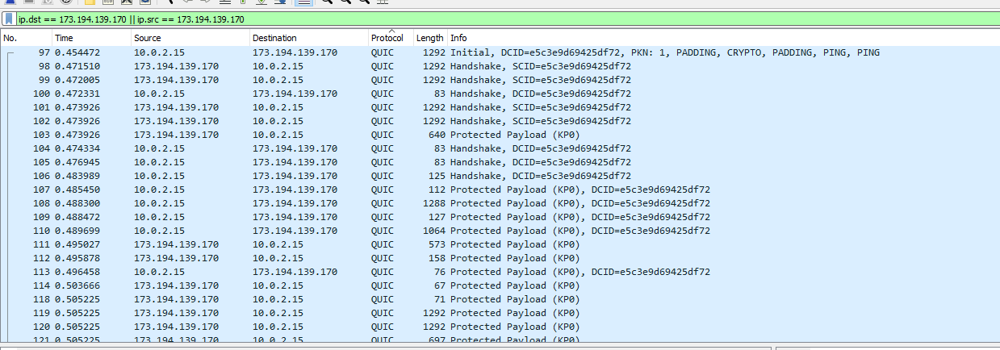 ip.dst == 173.194.139.170 || ip.src == 173.194.139.170
No. Time Source Destination Protocol Length Info
97 0.454472 10.0.2.15 173.194.139.170 QUIC 1292 Initial, DCID=e5c3e9d69425df72, PKN: 1, PADDING, CRYPTO, PADDING, PING, PING
98 0.471510 173.194.139.170 10.0.2.15 QUIC 1292 Handshake, SCID=e5c3e9d69425df72
99 0.472005 173.194.139.170 10.0.2.15 QUIC 1292 Handshake, SCID=e5c3e9d69425df72
100 0.472331 10.0.2.15 173.194.139.170 QUIC 83 Handshake, DCID=e5c3e9d69425df72
101 0.473926 173.194.139.170 10.0.2.15 QUIC 1292 Handshake, SCID=e5c3e9d69425df72
102 0.473926 173.194.139.170 10.0.2.15 QUIC 1292 Handshake, SCID=e5c3e9d69425df72
103 0.473926 173.194.139.170 10.0.2.15 QUIC 640 Protected Payload (KP0)
104 0.474334 10.0.2.15 173.194.139.170 QUIC 83 Handshake, DCID=e5c3e9d69425df72
105 0.476945 10.0.2.15 173.194.139.170 QUIC 83 Handshake, DCID=e5c3e9d69425df72
106 0.483989 10.0.2.15 173.194.139.170 QUIC 125 Handshake, DCID=e5c3e9d69425df72
107 0.485450 10.0.2.15 173.194.139.170 QUIC 112 Protected Payload (KP0), DCID=e5c3e9d69425df72
108 0.488300 10.0.2.15 173.194.139.170 QUIC 1288 Protected Payload (KP0), DCID=e5c3e9d69425df72
109 0.488472 10.0.2.15 173.194.139.170 QUIC 127 Protected Payload (KP0), DCID=e5c3e9d69425df72
110 0.489699 10.0.2.15 173.194.139.170 QUIC 1064 Protected Payload (KP0), DCID=e5c3e9d69425df72
111 0.495027 173.194.139.170 10.0.2.15 QUIC 573 Protected Payload (KP0)
112 0.495878 173.194.139.170 10.0.2.15 QUIC 158 Protected Payload (KP0)
113 0.496458 10.0.2.15 173.194.139.170 QUIC 76 Protected Payload (KP0), DCID=e5c3e9d69425df72
114 0.503666 173.194.139.170 10.0.2.15 QUIC 67 Protected Payload (KP0)
118 0.505225 173.194.139.170 10.0.2.15 QUIC 71 Protected Payload (KP0)
119 0.505225 173.194.139.170 10.0.2.15 QUIC 1292 Protected Payload (KP0)
120 0.505225 173.194.139.170 10.0.2.15 QUIC 1292 Protected Payload (KP0)
121 0.505225 173.194.139.170 10.0.2.15 QUIC 697 Protected Payload (KP0)